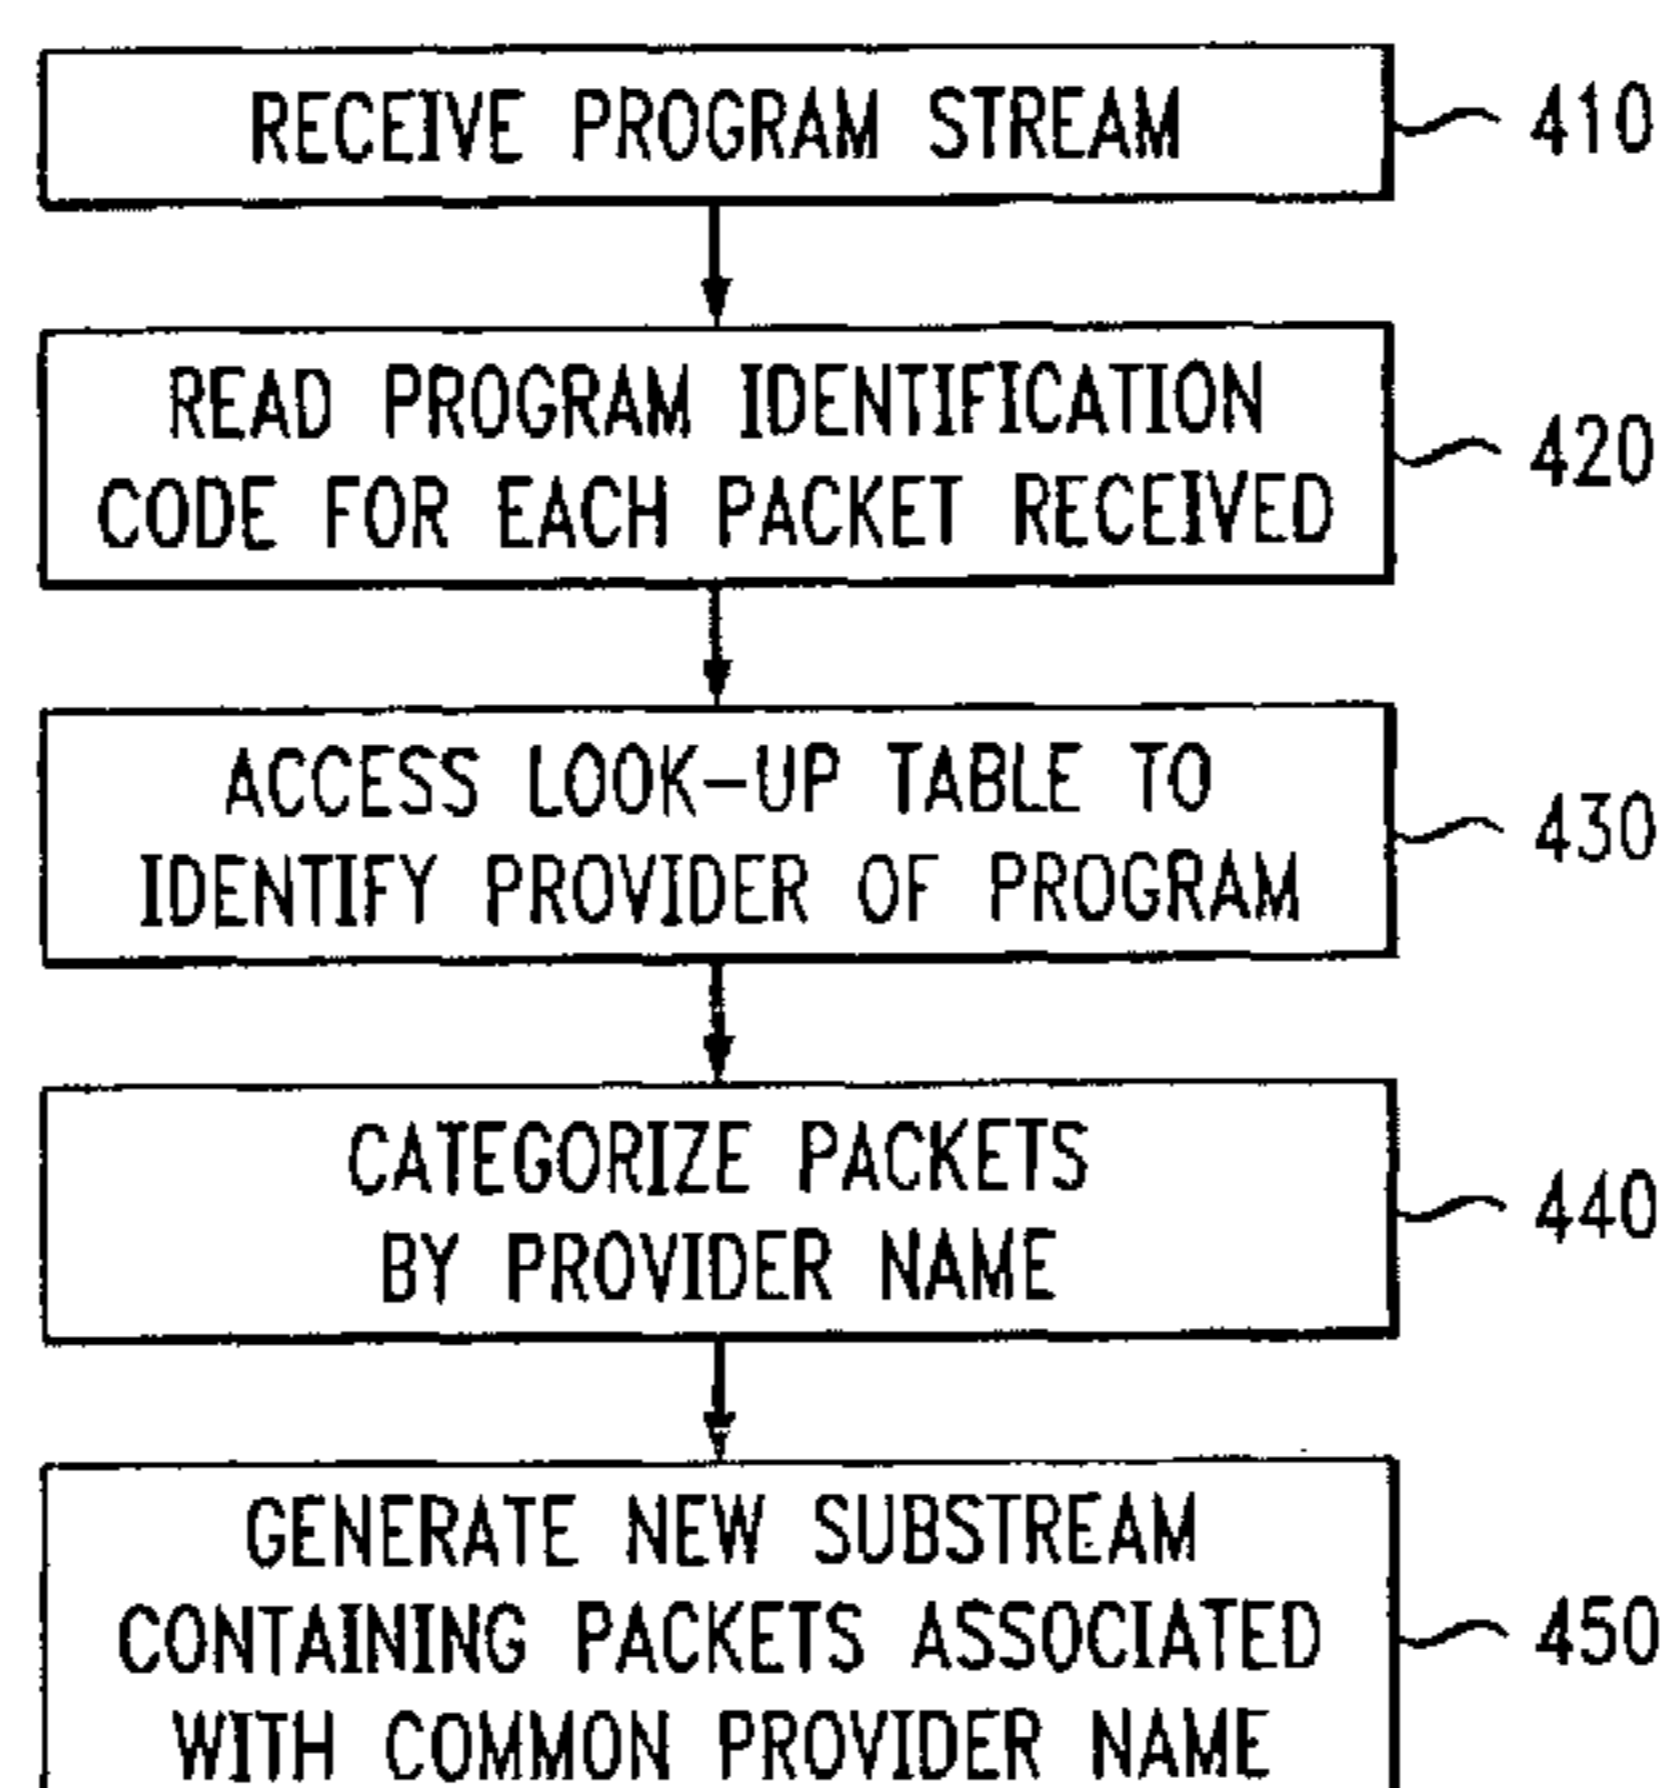 RECEIVE PROGRAM STREAM
410
READ PROGRAM IDENTIFICATION
CODE FOR EACH PACKET RECEIVED
420
ACCESS LOOK-UP TABLE TO
IDENTIFY PROVIDER OF PROGRAM
430
CATEGORIZE PACKETS
BY PROVIDER NAME
440
GENERATE NEW SUBSTREAM
CONTAINING PACKETS ASSOCIATED
WITH COMMON PROVIDER NAME
450